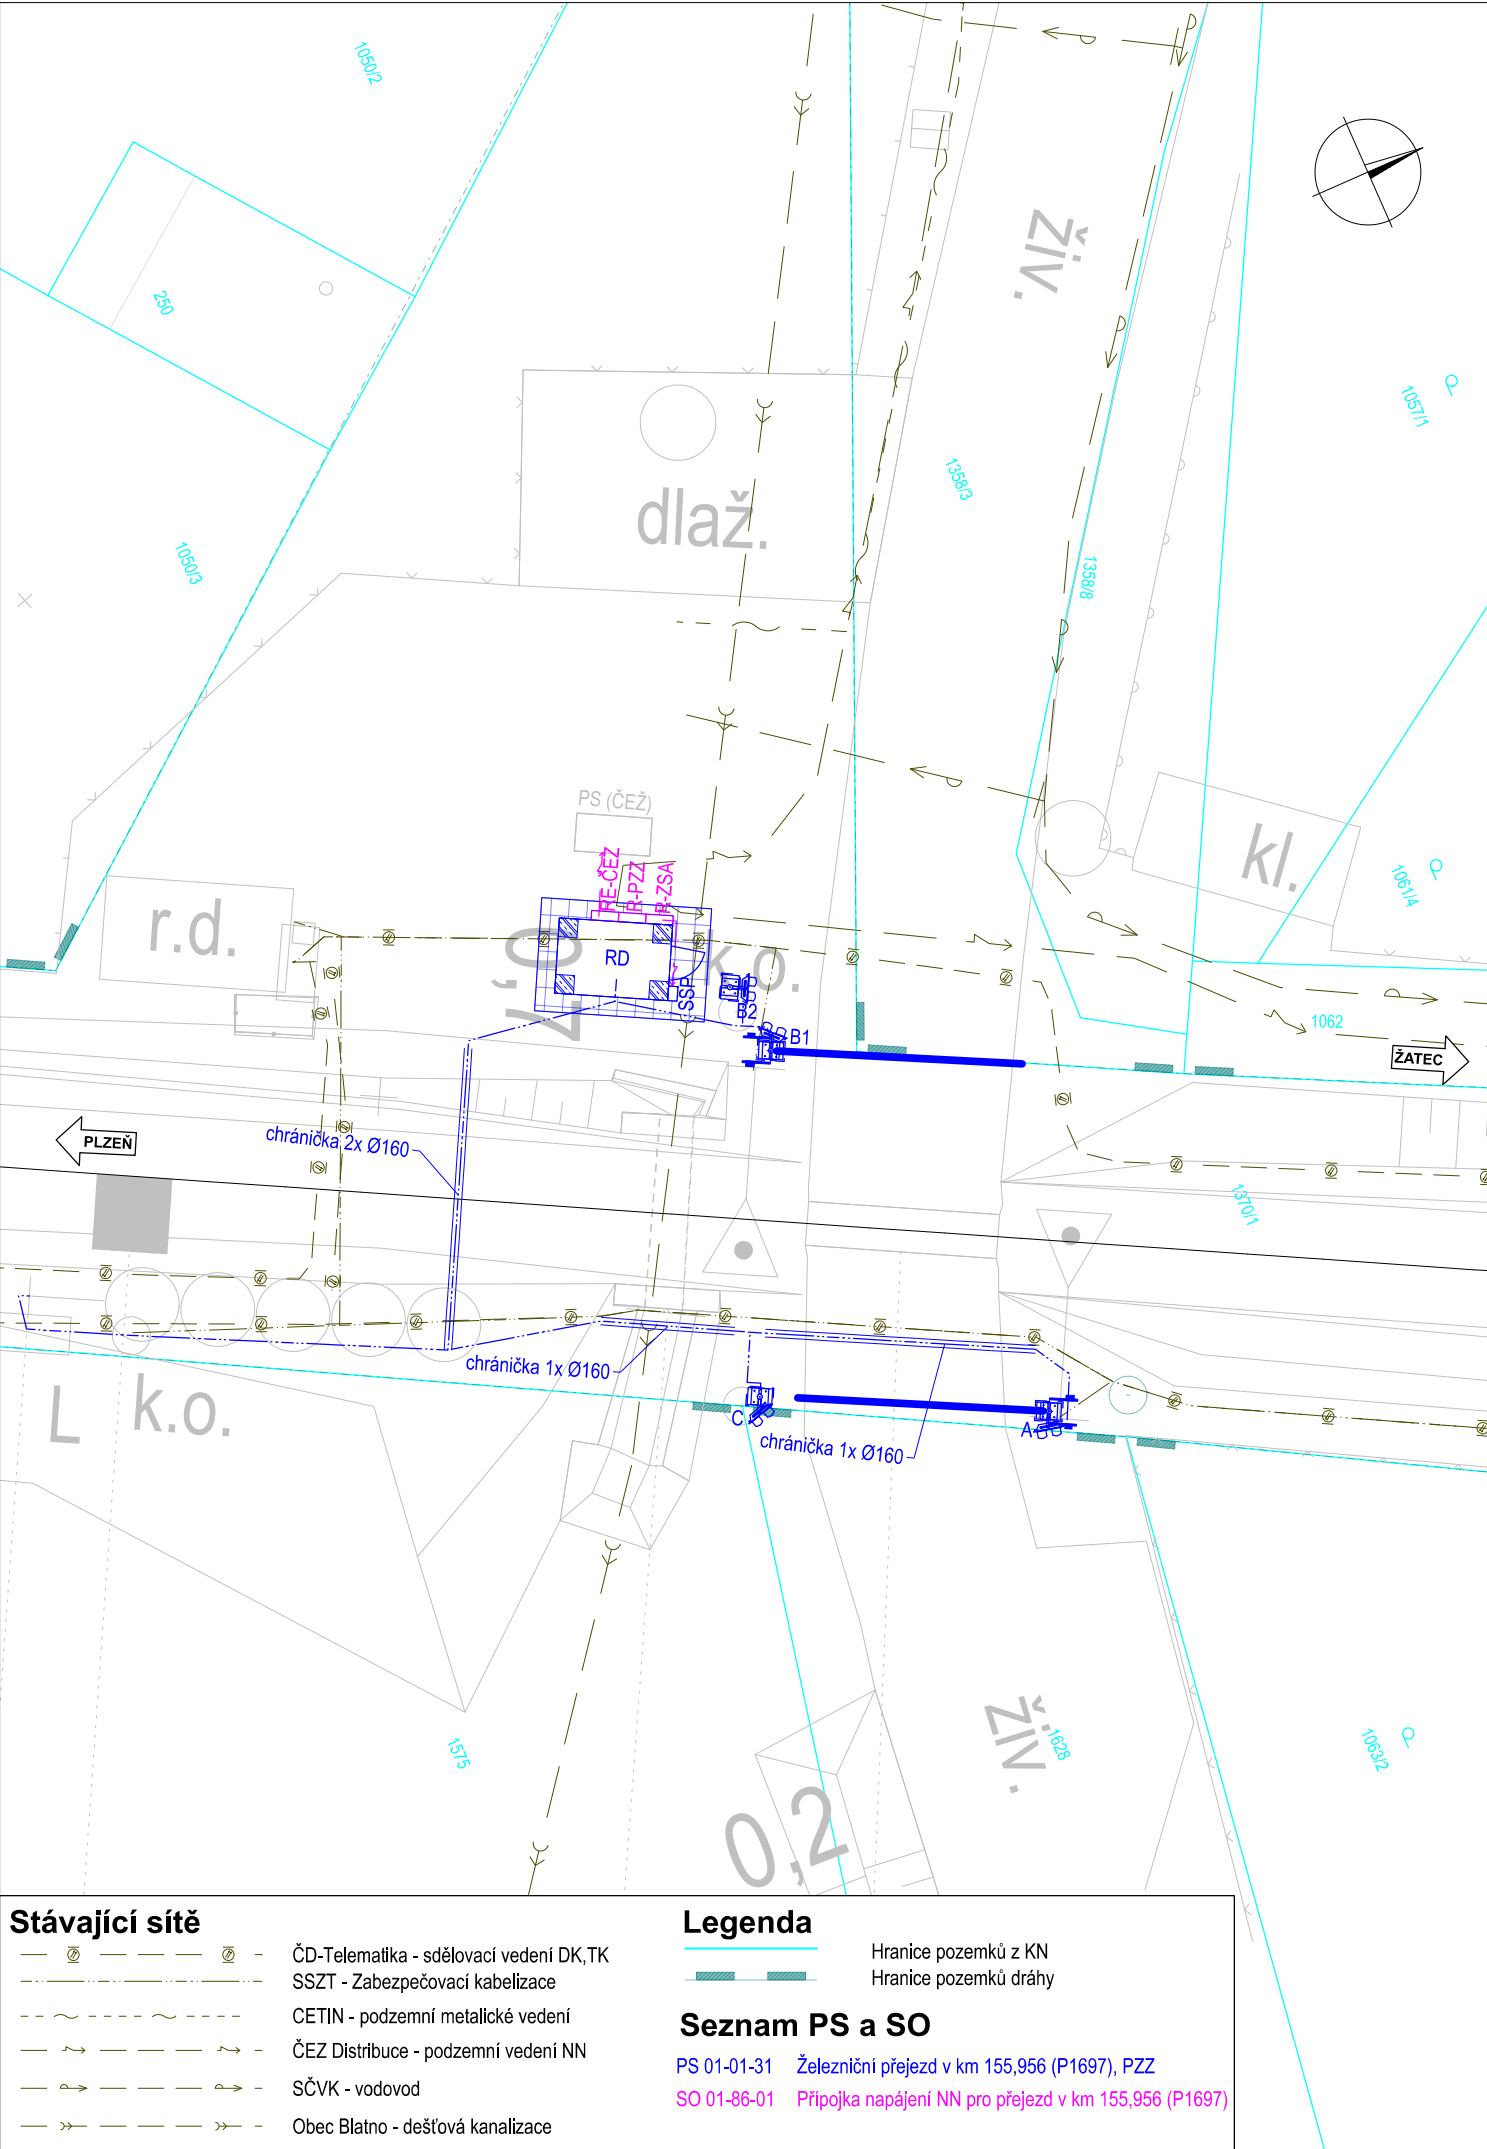 1050/2
živ.
250
1057/1
1358/3
dlaž.
1050/3
1358/8
PS (ČEŽ)
kl.
RE-ČEZ
R-PZZ
R-ZSA
1061/4
r.d.
7,0
RD
k.o.
SSP
B2
B1
1062
ŽATEC
PLZEŇ
chránička 2x Ø160
1370/1
chránička 1x Ø160
L
k.o.
C
A
chránička 1x Ø160
1575
živ.
1628
1063/2
0,2
Stávající sítě
ČD-Telematika - sdělovací vedení DK,TK
SSZT - Zabezpečovací kabelizace
CETIN - podzemní metalické vedení
ČEZ Distribuce - podzemní vedení NN
SČVK - vodovod
Obec Blatno - dešťová kanalizace
Legenda
Hranice pozemků z KN
Hranice pozemků dráhy
Seznam PS a SO
PS 01-01-31 Železniční přejezd v km 155,956 (P1697), PZZ
SO 01-86-01 Přípojka napájení NN pro přejezd v km 155,956 (P1697)